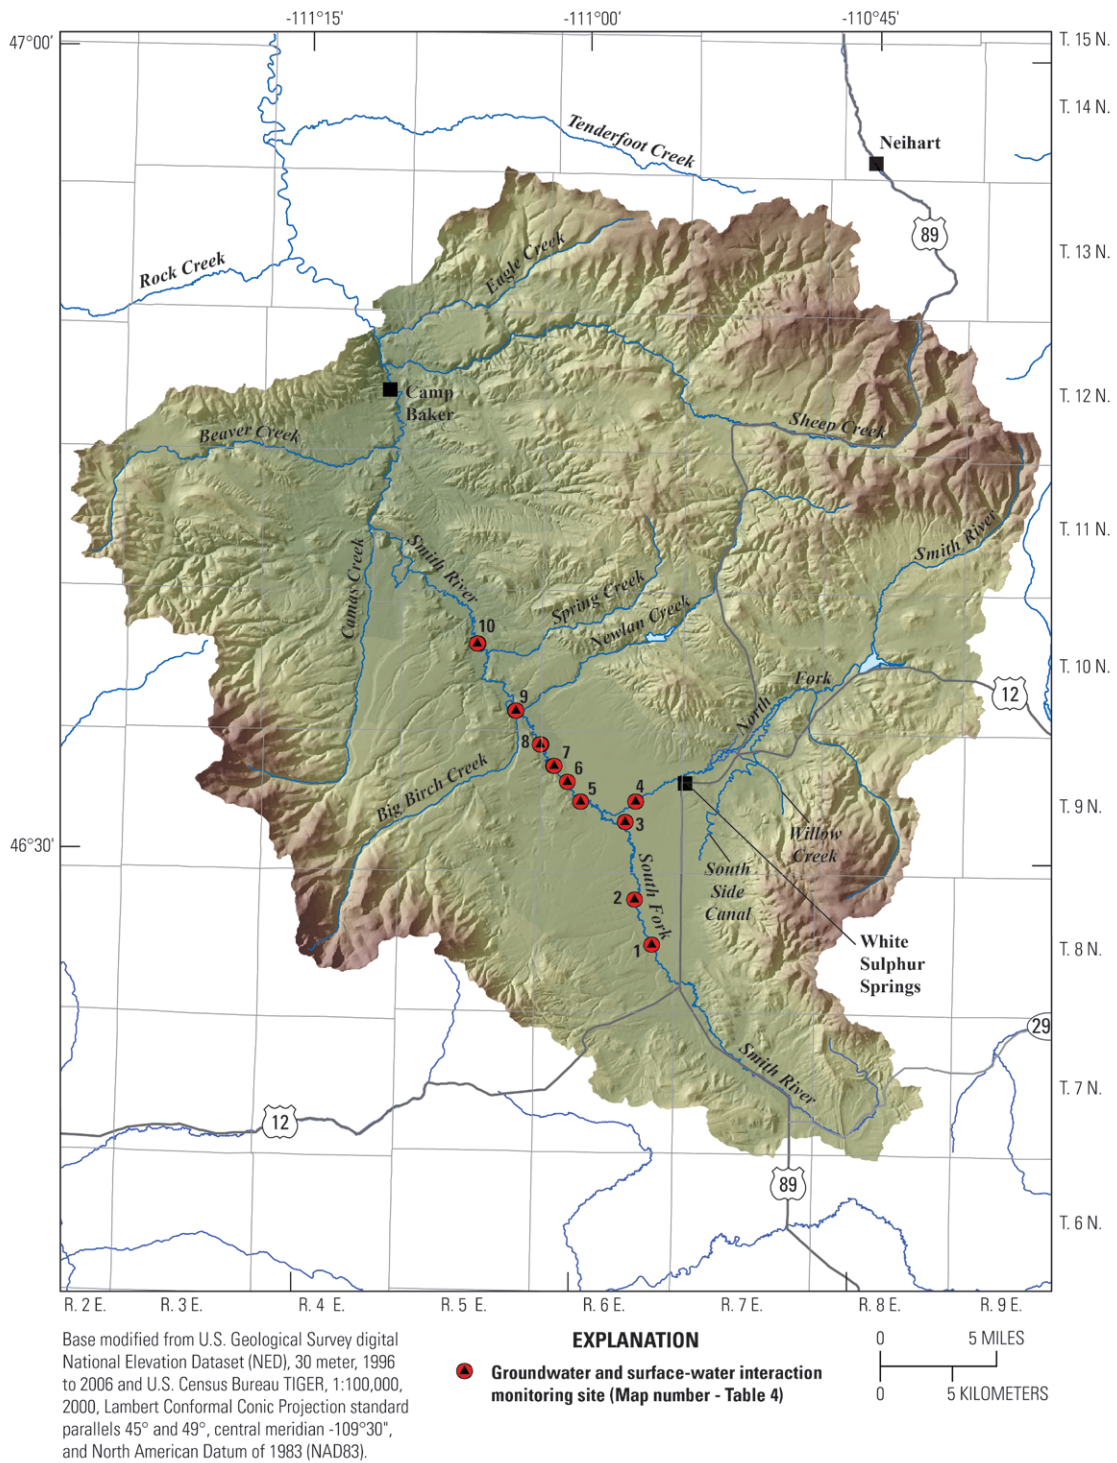 -111°15'
-111°00'
-110°45'
47°00'
T. 15 N.
T. 14 N.
Tenderfoot Creek
Neihart
89
T. 13 N.
Rock Creek
Eagle Creek
T. 12 N.
Camp
Baker
Sheep Creek
Beaver Creek
T. 11 N.
Smith River
Smith River
Camas Creek
Spring Creek
Newlan Creek
10
T. 10 N.
Fork
12
North
9
8
7
6
5
4
3
Big Birch Creek
T. 9 N.
46°30'
Willow
Creek
South
Side
Canal
South Fork
2
1
White
Sulphur
Springs
T. 8 N.
29
Smith River
T. 7 N.
12
89
T. 6 N.
R. 2 E.
R. 3 E.
R. 4 E.
R. 5 E.
R. 6 E.
R. 7 E.
R. 8 E.
R. 9 E.
Base modified from U.S. Geological Survey digital
National Elevation Dataset (NED), 30 meter, 1996
to 2006 and U.S. Census Bureau TIGER, 1:100,000,
2000, Lambert Conformal Conic Projection standard
parallels 45° and 49°, central meridian -109°30",
and North American Datum of 1983 (NAD83).
EXPLANATION
Groundwater and surface-water interaction
monitoring site (Map number - Table 4)
0 5 MILES
0 5 KILOMETERS